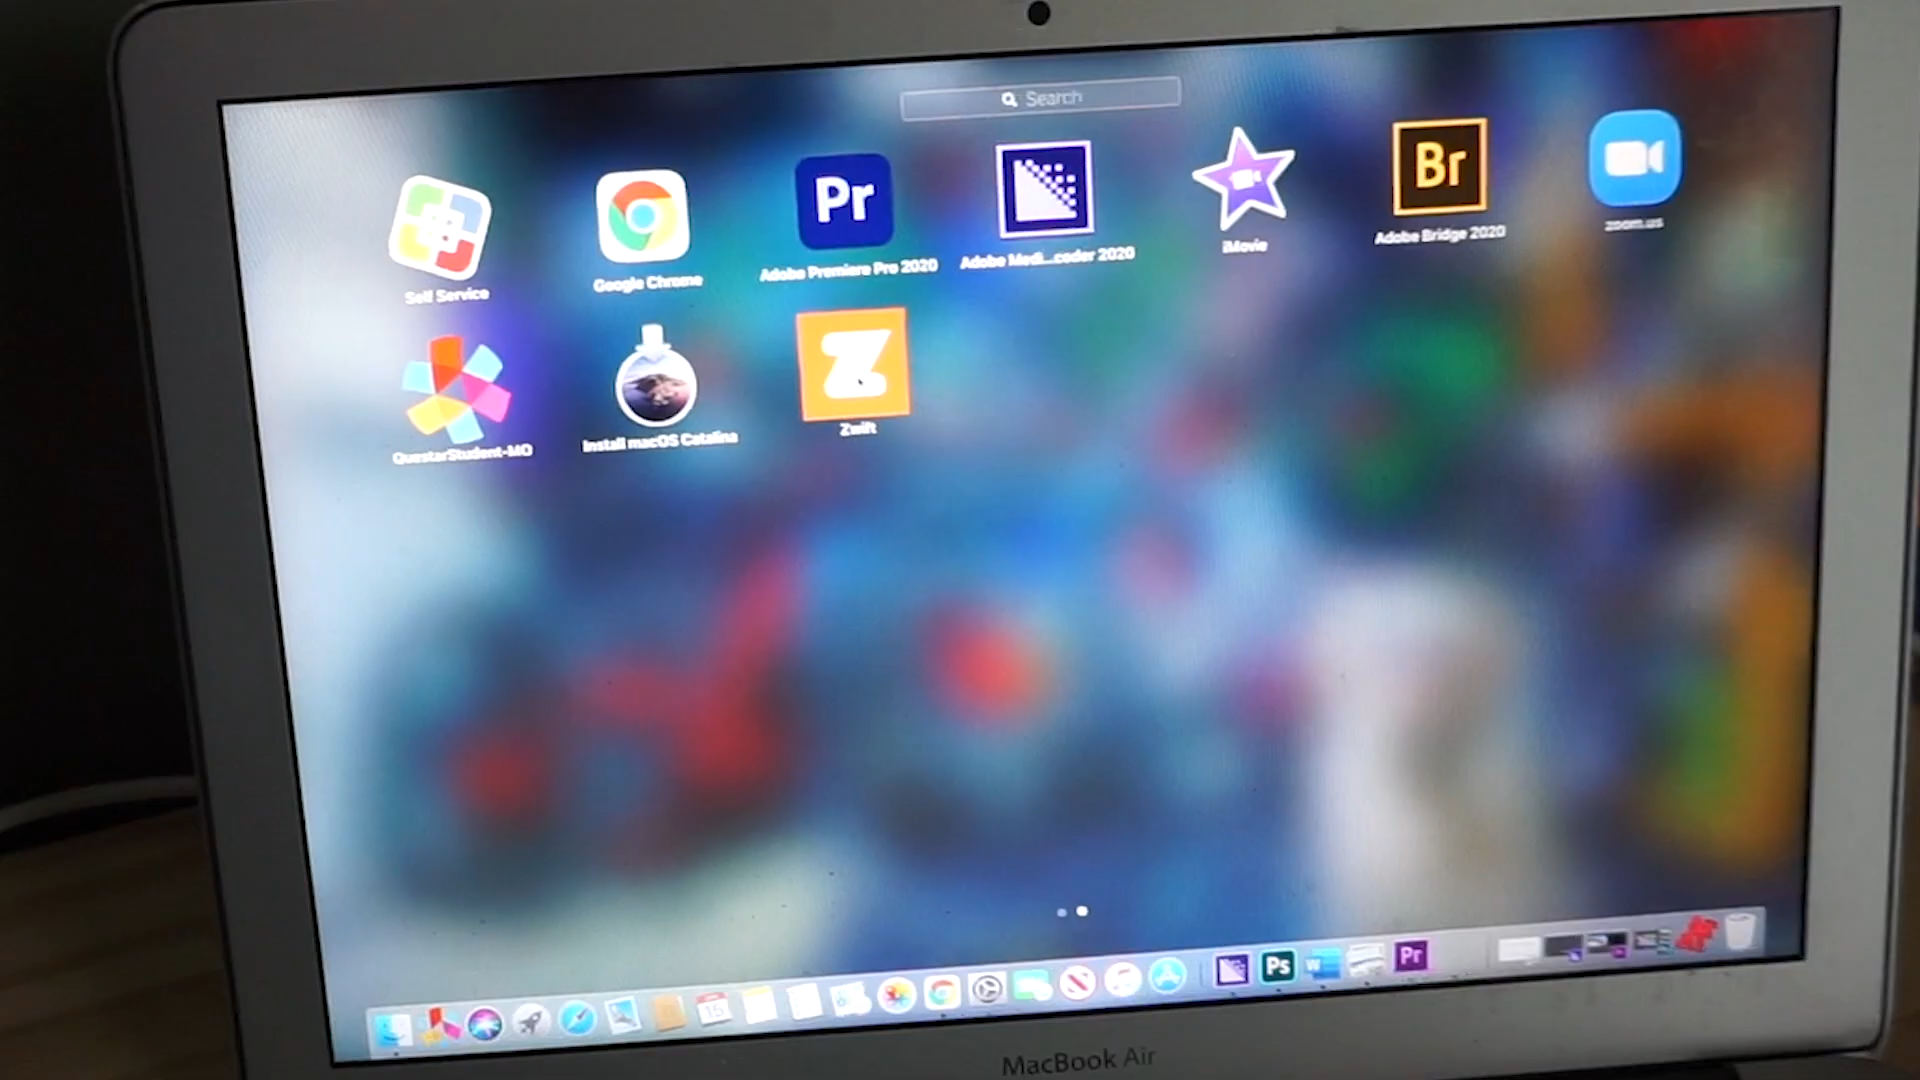 Search
Self Service
Google Chrome
Pr
Adobe Premiere Pro 2020
Adobe Medi...coder 2020
iMovie
Br
Adobe Bridge 2020
zoom.us
QuestarStudent-MO
Install macOS Catalina
Z
Zwift
15
Ps
W
Pr
MacBook Air